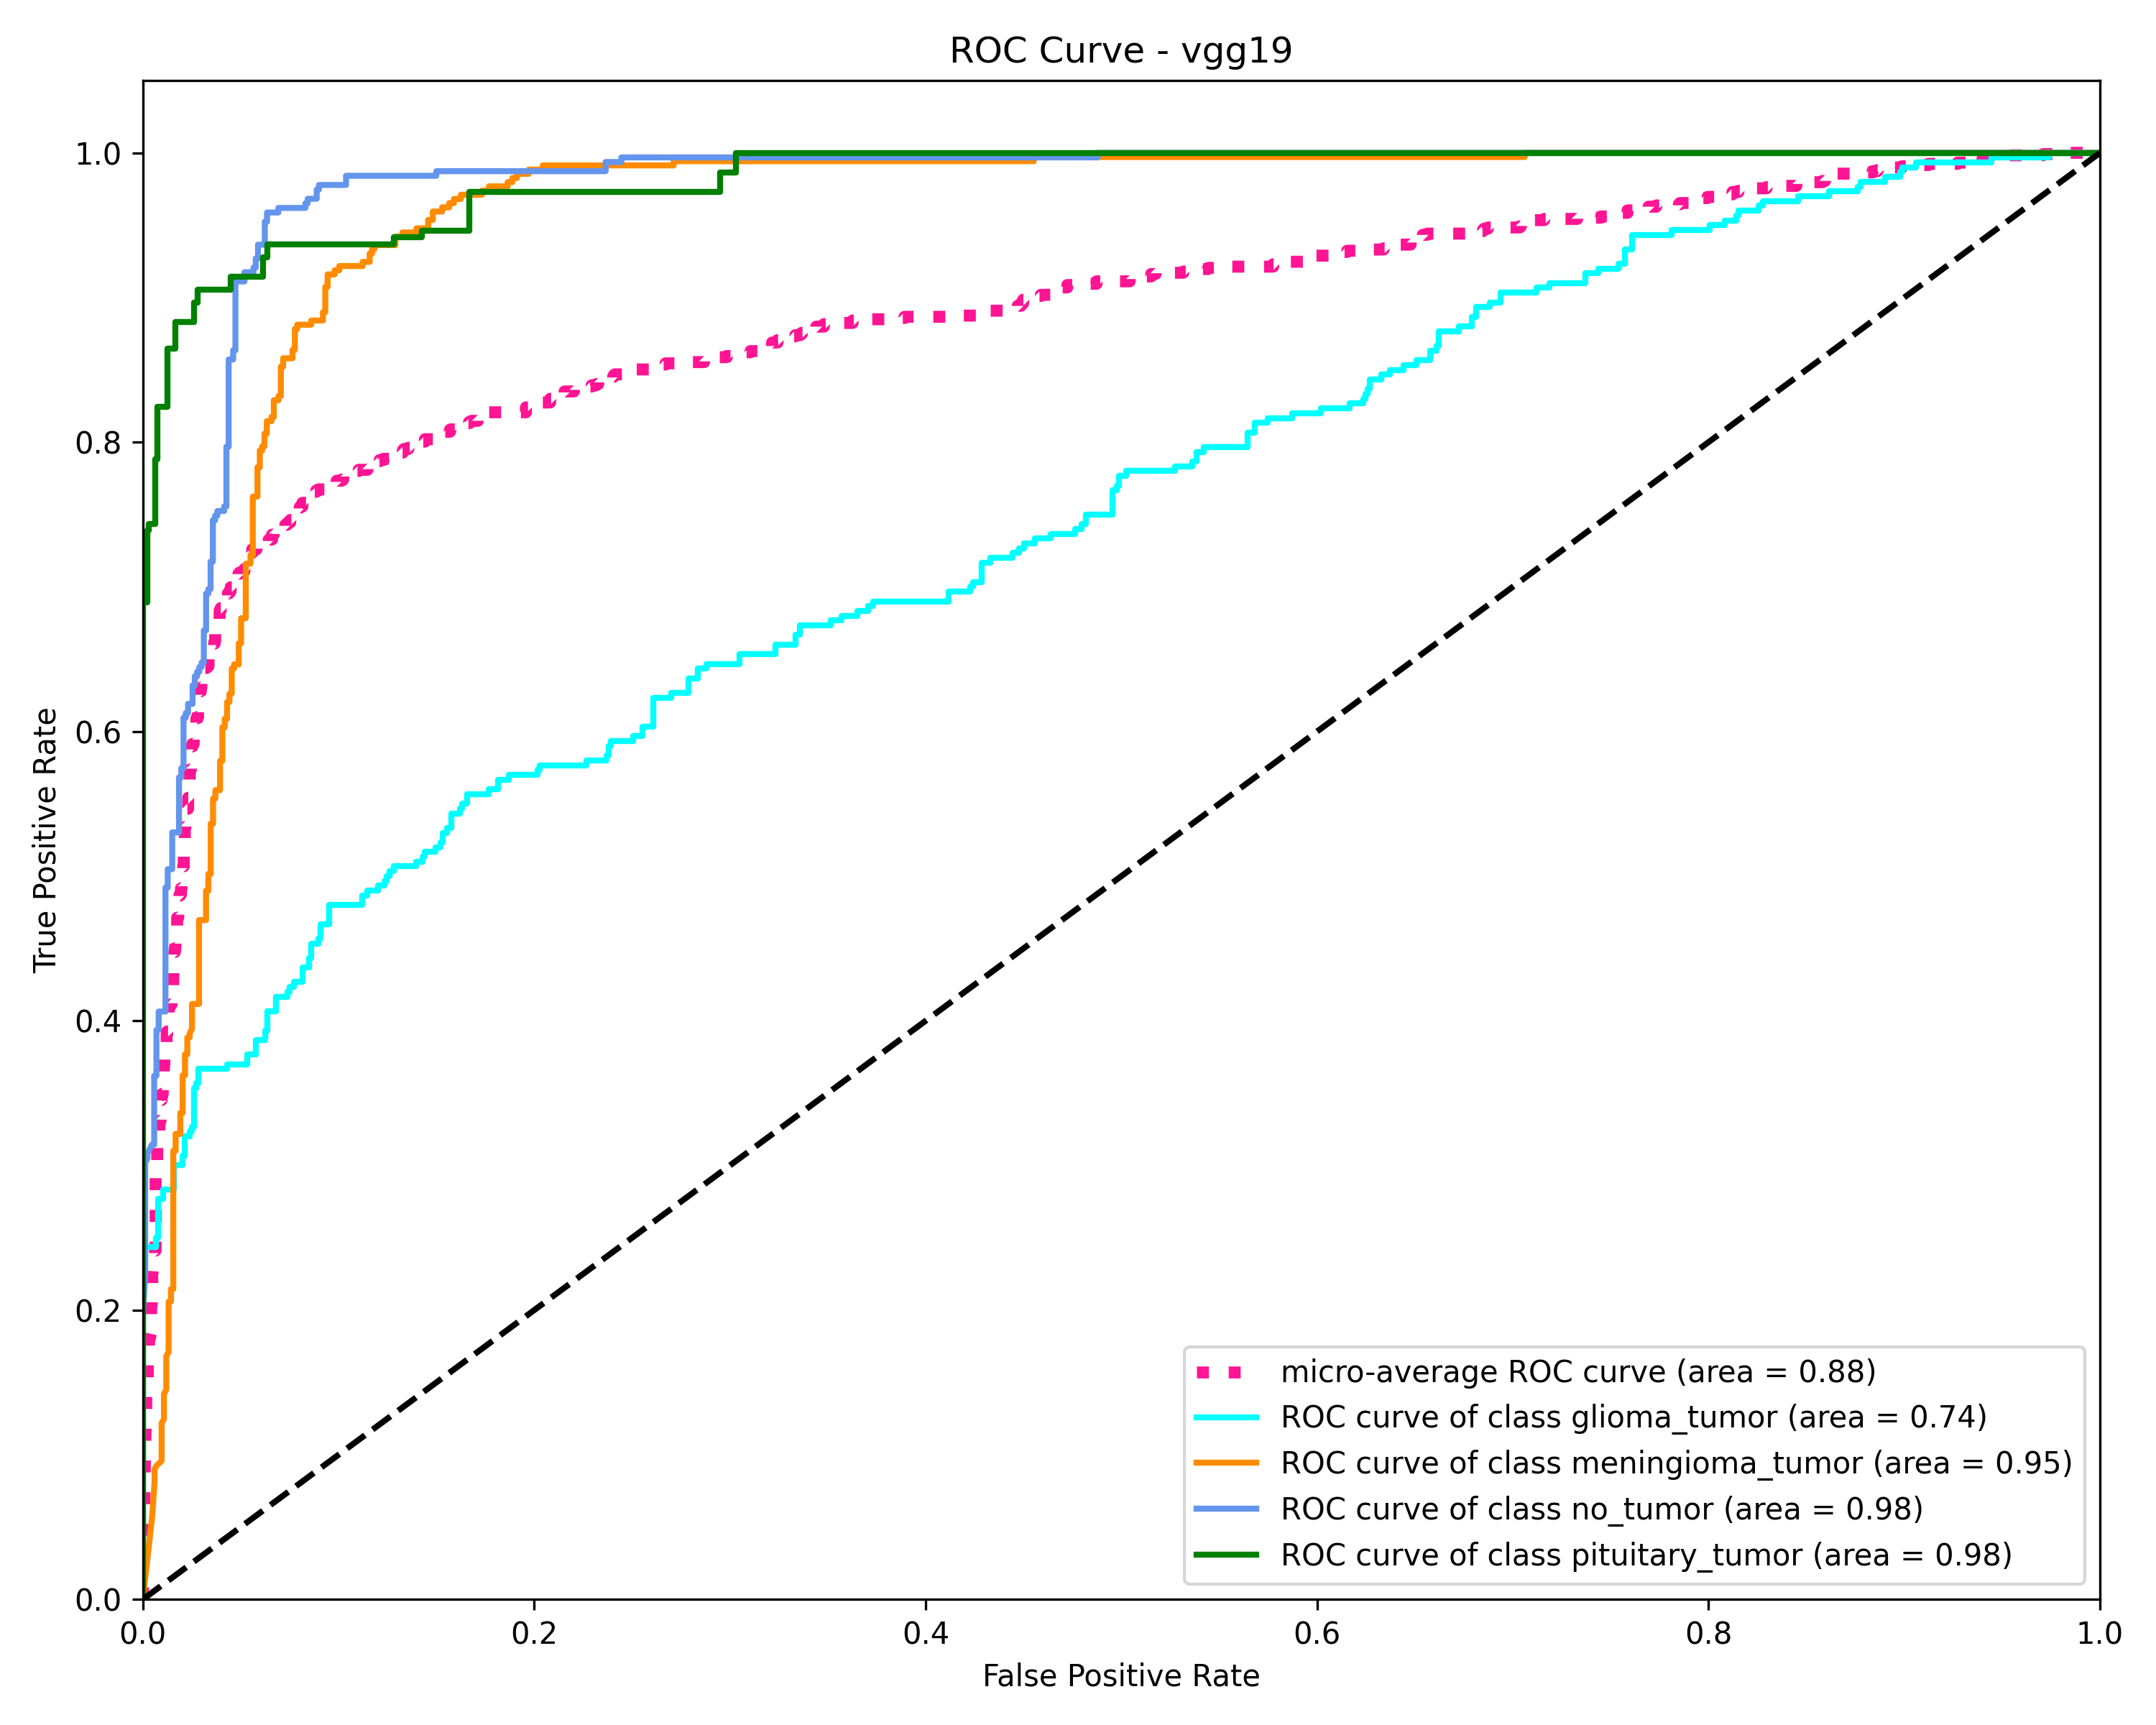 ROC Curve - vgg19
1.0
0.8
0.6
0.4
0.2
0.0
True Positive Rate
0.0 0.2 0.4 0.6 0.8 1.0
False Positive Rate
micro-average ROC curve (area = 0.88)
ROC curve of class glioma_tumor (area = 0.74)
ROC curve of class meningioma_tumor (area = 0.95)
ROC curve of class no_tumor (area = 0.98)
ROC curve of class pituitary_tumor (area = 0.98)